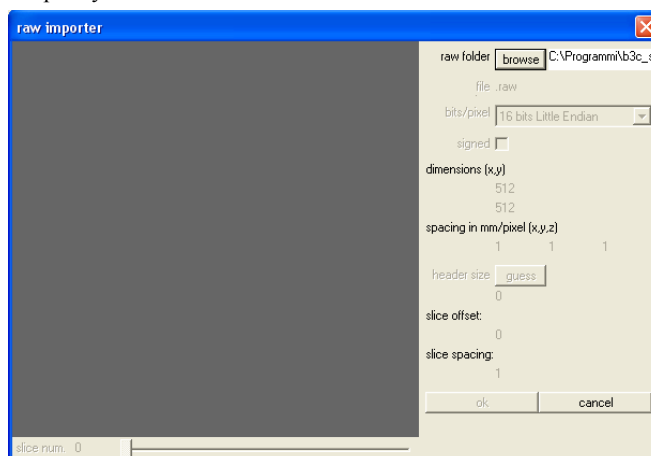 raw importer
raw folder browse C:\Programmi\b3c_s
file .raw
bits/pixel 16 bits Little Endian
signed
dimensions (x,y)
512
512
spacing in mm/pixel (x,y,z)
1 1 1
header size guess
0
slice offset:
0
slice spacing:
1
ok cancel
slice num. 0